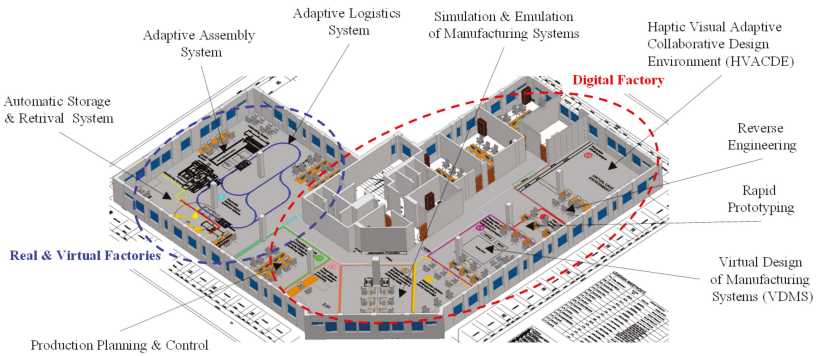 Adaptive Assembly
System
Adaptive Logistics
System
Simulation & Emulation
of Manufacturing Systems
Haptic Visual Adaptive
Collaborative Design
Environment (HVACDE)
Digital Factory
Automatic Storage
& Retrival System
Reverse
Engineering
Rapid
Prototyping
Real & Virtual Factories
Virtual Design
of Manufacturing
Systems (VDMS)
Production Planning & Control